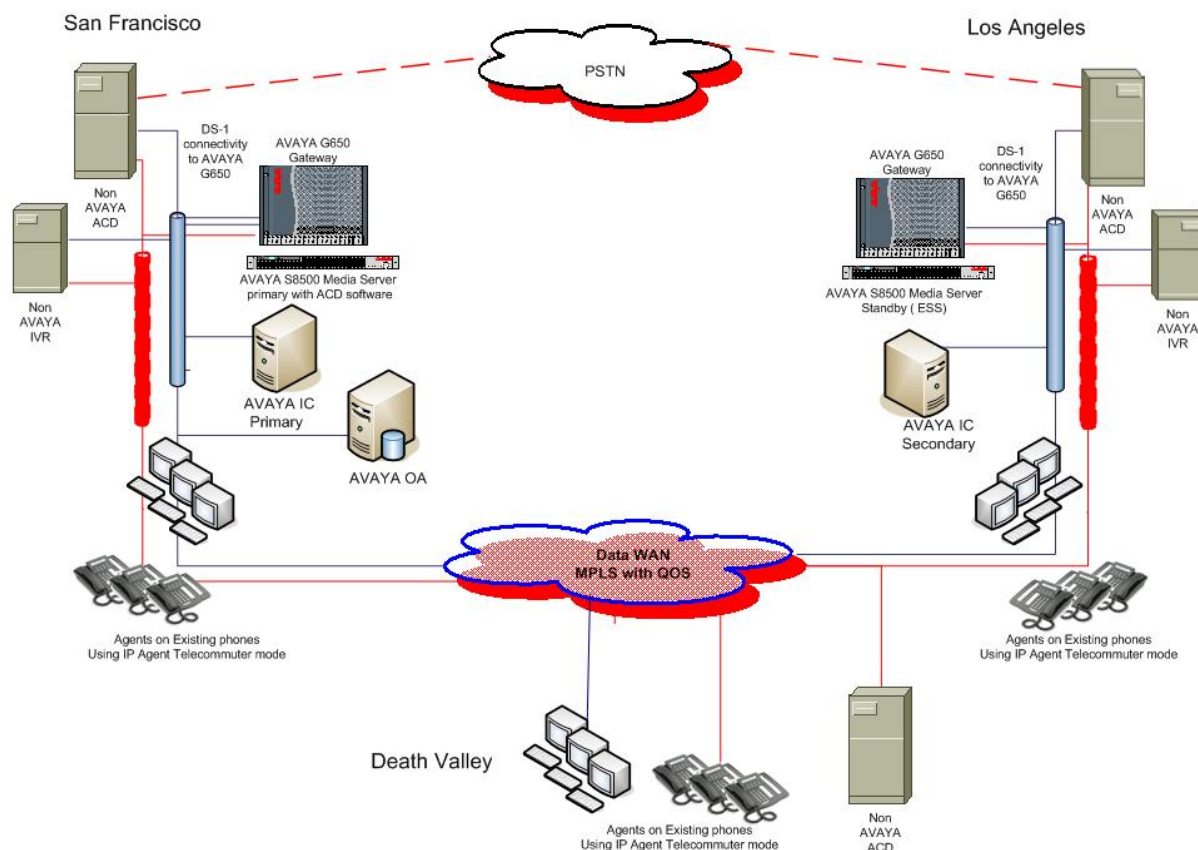 San Francisco
Los Angeles
PSTN
DS-1
connectivity
to AVAYA
G650
AVAYA G650
Gateway
Non
AVAYA
ACD
Non
AVAYA
IVR
AVAYA S8500 Media Server
primary with ACD software
AVAYA IC
Primary
AVAYA OA
AVAYA G650
Gateway
DS-1
connectivity
to AVAYA
G650
Non
AVAYA
ACD
AVAYA S8500 Media Server
Standby ( ESS)
Non
AVAYA
IVR
AVAYA IC
Secondary
Data WAN
MPLS with QOS
Agents on Existing phones
Using IP Agent Telecommuter mode
Agents on Existing phones
Using IP Agent Telecommuter mode
Death Valley
Agents on Existing phones
Using IP Agent Telecommuter mode
Non
AVAYA
ACD